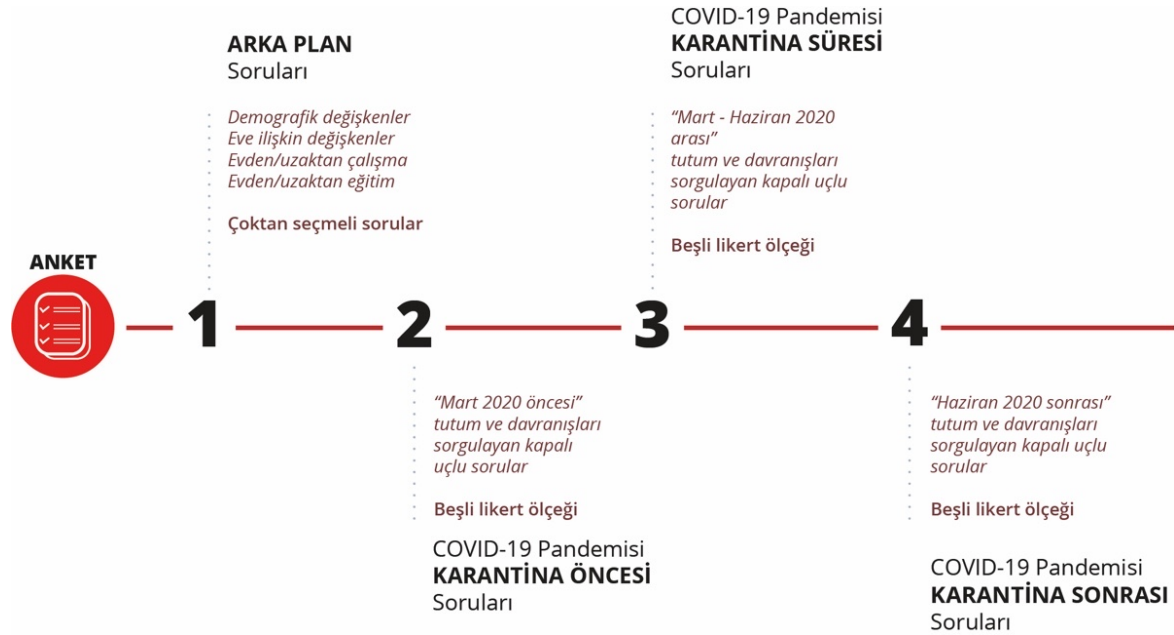 ANKET
1
ARKA PLAN
Soruları
Demografik değişkenler
Eve ilişkin değişkenler
Evden/uzaktan çalışma
Evden/uzaktan eğitim
Çoktan seçmeli sorular
2
“Mart 2020 öncesi”
tutum ve davranışları
sorgulayan kapalı
uçlu sorular
Beşli likert ölçeği
COVID-19 Pandemisi
KARANTİNA ÖNCESİ
Soruları
3
COVID-19 Pandemisi
KARANTİNA SÜRESİ
Soruları
“Mart - Haziran 2020
arası”
tutum ve davranışları
sorgulayan kapalı uçlu
sorular
Beşli likert ölçeği
4
“Haziran 2020 sonrası”
tutum ve davranışları
sorgulayan kapalı uçlu
sorular
Beşli likert ölçeği
COVID-19 Pandemisi
KARANTİNA SONRASI
Soruları